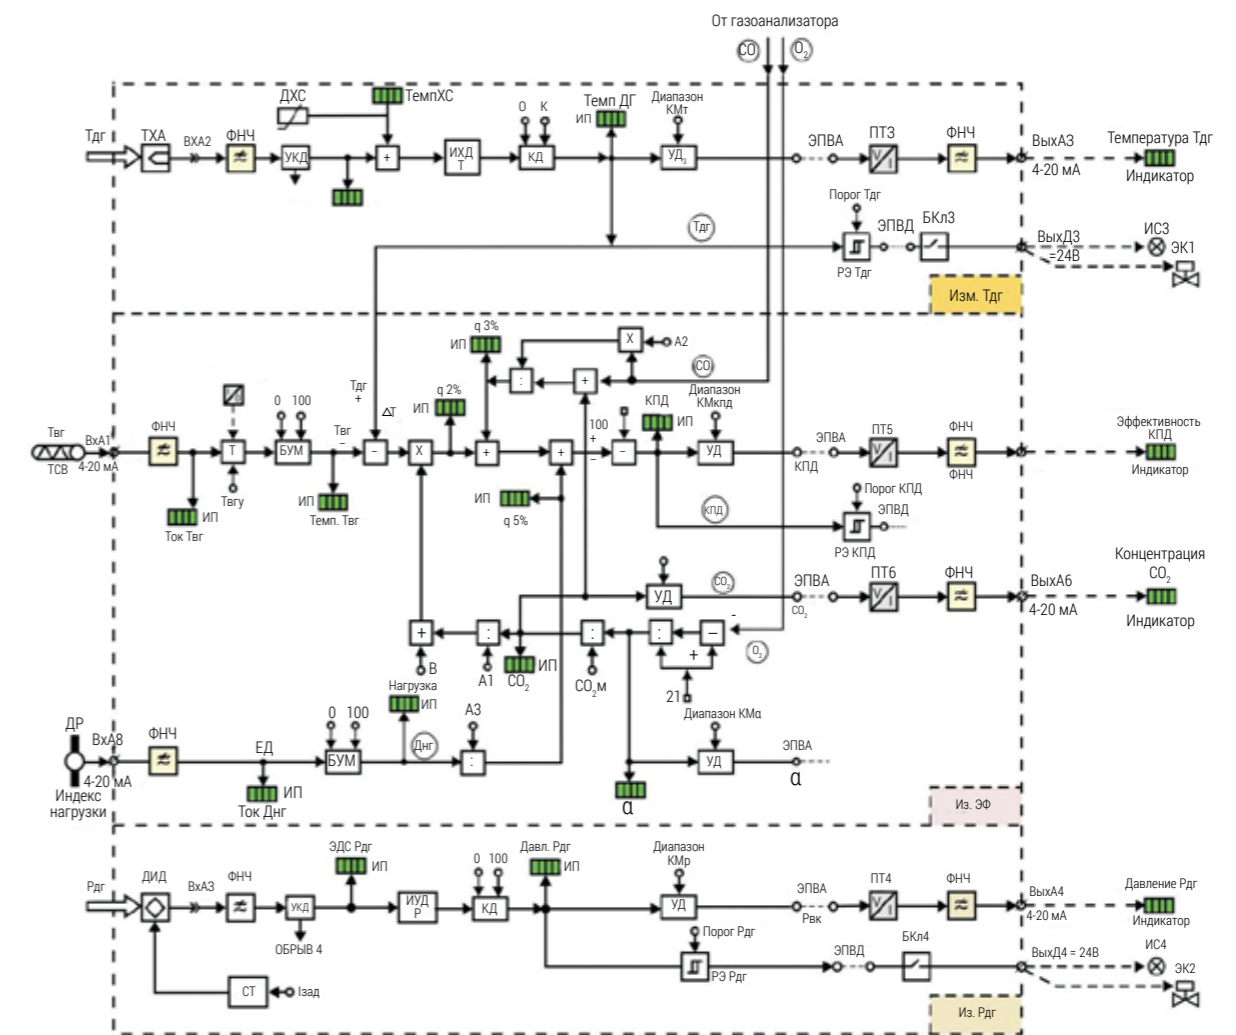 От газоанализатора
CO
O₂
ДХС
ТемпХС
Тдг
ТХА
ВХА2
ФНЧ
УКД
+
ИХД
Т
0 К
КД
ИП
Темп ДГ
Диапазон
КМт
УД₃
ЭПВА
ПТ3
V/I
ФНЧ
ВыхА3
4-20 мА
Температура Тдг
Индикатор
Тдг
Порог Тдг
РЭ Тдг
ЭПВД
БКл3
ВыхД3
=24В
ИС3
ЭК1
Изм. Тдг
q 3%
ИП
X
A2
:
+
CO
Твг
ТСВ
ВхА1
4-20 мА
ФНЧ
Ток Твг
ИП
Т
Твгу
0 100
БУМ
ИП
Темп. Твг
Твг
−
Тдг
+
ΔТ
−
X
ИП
q 2%
+
+
ИП
q 5%
100
+
−
−
КПД
ИП
Диапазон
КМкпд
УД
ЭПВА
КПД
ПТ5
V/I
ФНЧ
ФНЧ
Эффективность
КПД
Индикатор
КПД
Порог КПД
РЭ КПД
ЭПВД
УД
CO₂
ЭПВА
CO₂
ПТ6
V/I
ФНЧ
ВыхА6
4-20 мА
Концентрация
CO₂
Индикатор
+
В
:
А1
CO₂
ИП
:
CO₂м
:
−
-
+
21
O₂
Нагрузка
ИП
ДР
ВхА8
4-20 мА
Индекс
нагрузки
ФНЧ
ЕД
ИП
Ток Днг
0 100
БУМ
Днг
А3
:
α
Диапазон КМα
УД
ЭПВА
α
Из. ЭФ
Рдг
ДИД
ВхА3
ФНЧ
УКД
ОБРЫВ 4
ЭДС Рдг
ИП
ИУД
Р
0 100
КД
Давл. Рдг
ИП
Диапазон
КМр
УД
ЭПВА
Рвк
ПТ4
V/I
ФНЧ
ВыхА4
4-20 мА
Давление Рдг
Индикатор
СТ
Iзад
Порог Рдг
РЭ Рдг
ЭПВД
БКл4
ВыхД4 = 24В
ИС4
ЭК2
Из. Рдг